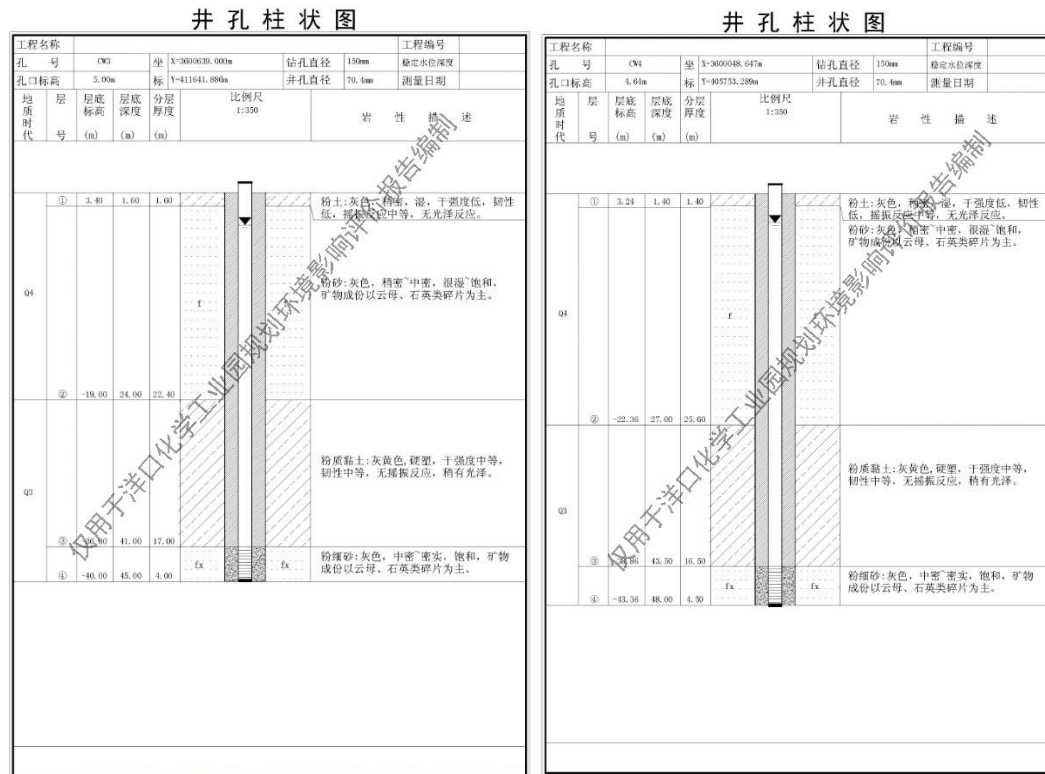 井孔柱状图
工程名称 工程编号
孔 号 CW3 坐 X=3600639.000m 钻孔直径 150mm 稳定水位深度
孔口标高 5.00m 标 Y=411641.886m 井孔直径 70.4mm 测量日期
地质时代 层号 层底标高(m) 层底深度(m) 分层厚度(m) 比例尺 1:350 岩性描述
① 3.40 1.60 1.60 粉土:灰色,稍密,湿,干强度低,韧性
低,摇振反应中等,无光泽反应。
粉砂:灰色,稍密~中密,很湿~饱和,
矿物成份以云母、石英类碎片为主。
Q4 f
② -19.00 24.00 22.40
粉质黏土:灰黄色,硬塑,干强度中等,
韧性中等,无摇振反应,稍有光泽。
Q3
③ 41.00 17.00
粉细砂:灰色,中密~密实,饱和,矿物
成份以云母、石英类碎片为主。
fx fx
④ -40.00 45.00 4.00
仅用于洋口化学工业园规划环境影响评价报告编制
井孔柱状图
工程名称 工程编号
孔 号 CW4 坐 X=3600048.647m 钻孔直径 150mm 稳定水位深度
孔口标高 4.64m 标 Y=405753.289m 井孔直径 70.4mm 测量日期
地质时代 层号 层底标高(m) 层底深度(m) 分层厚度(m) 比例尺 1:350 岩性描述
① 3.24 1.40 1.40 粉土:灰色,稍密,湿,干强度低,韧性
低,摇振反应中等,无光泽反应。
粉砂:灰色,稍密~中密,很湿~饱和,
矿物成份以云母、石英类碎片为主。
Q4 f
② -22.36 27.00 25.60
粉质黏土:灰黄色,硬塑,干强度中等,
韧性中等,无摇振反应,稍有光泽。
Q3
③ 43.50 16.50
粉细砂:灰色,中密~密实,饱和,矿物
成份以云母、石英类碎片为主。
fx fx
④ -43.36 48.00 4.50
仅用于洋口化学工业园规划环境影响评价报告编制